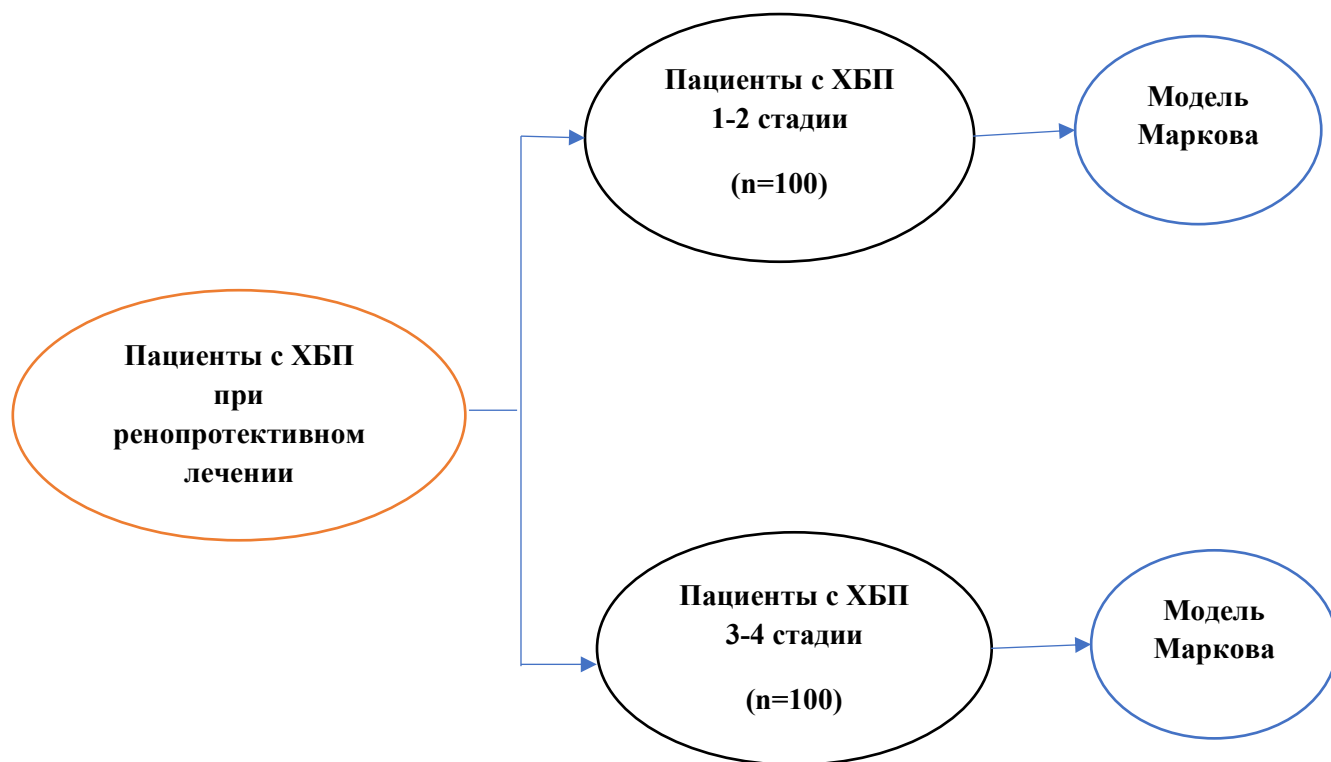 Пациенты с ХБП
1-2 стадии
(n=100)
Модель
Маркова
Пациенты с ХБП
при
ренопротективном
лечении
Пациенты с ХБП
3-4 стадии
(n=100)
Модель
Маркова